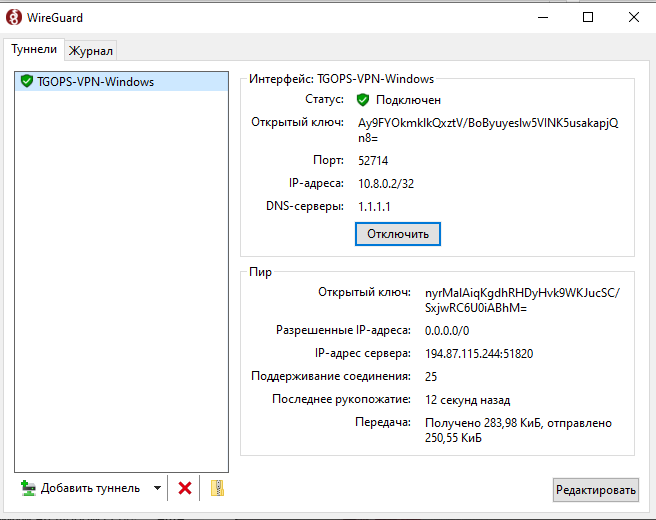 WireGuard
Туннели
Журнал
TGOPS-VPN-Windows
Интерфейс: TGOPS-VPN-Windows
Статус: Подключен
Открытый ключ: Ay9FYOkmkIkQxztV/BoByuyesIw5VINK5usakapjQ
n8=
Порт: 52714
IP-адреса: 10.8.0.2/32
DNS-серверы: 1.1.1.1
Отключить
Пир
Открытый ключ: nyrMaIAiqKgdhRHDyHvk9WKJucSC/
SxjwRC6U0iABhM=
Разрешенные IP-адреса: 0.0.0.0/0
IP-адрес сервера: 194.87.115.244:51820
Поддерживание соединения: 25
Последнее рукопожатие: 12 секунд назад
Передача: Получено 283,98 КиБ, отправлено
250,55 КиБ
Добавить туннель
Редактировать